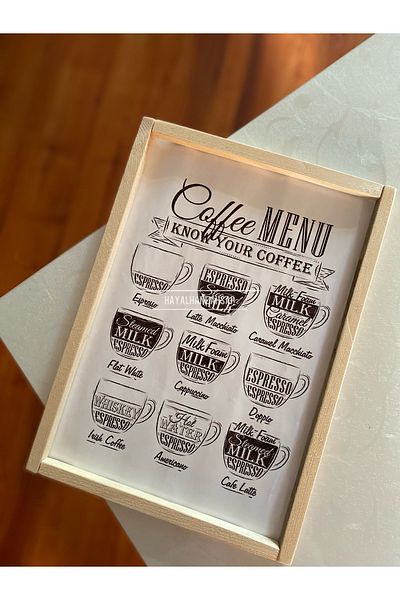 Coffee MENU
KNOW YOUR COFFEE
ESPRESSO
Espresso
ESPRESSO
MILK
Latte Macchiato
Milk Foam
MILK
Caramel
ESPRESSO
Caramel Macchiato
HAYALHANEAHSAP
Steamed
MILK
ESPRESSO
Flat White
Milk Foam
MILK
ESPRESSO
Cappuccino
ESPRESSO
ESPRESSO
Doppio
WHISKEY
ESPRESSO
Irish Coffee
Hot
WATER
ESPRESSO
Americano
Milk-Foam
Steamed
MILK
ESPRESSO
Cafe Latte